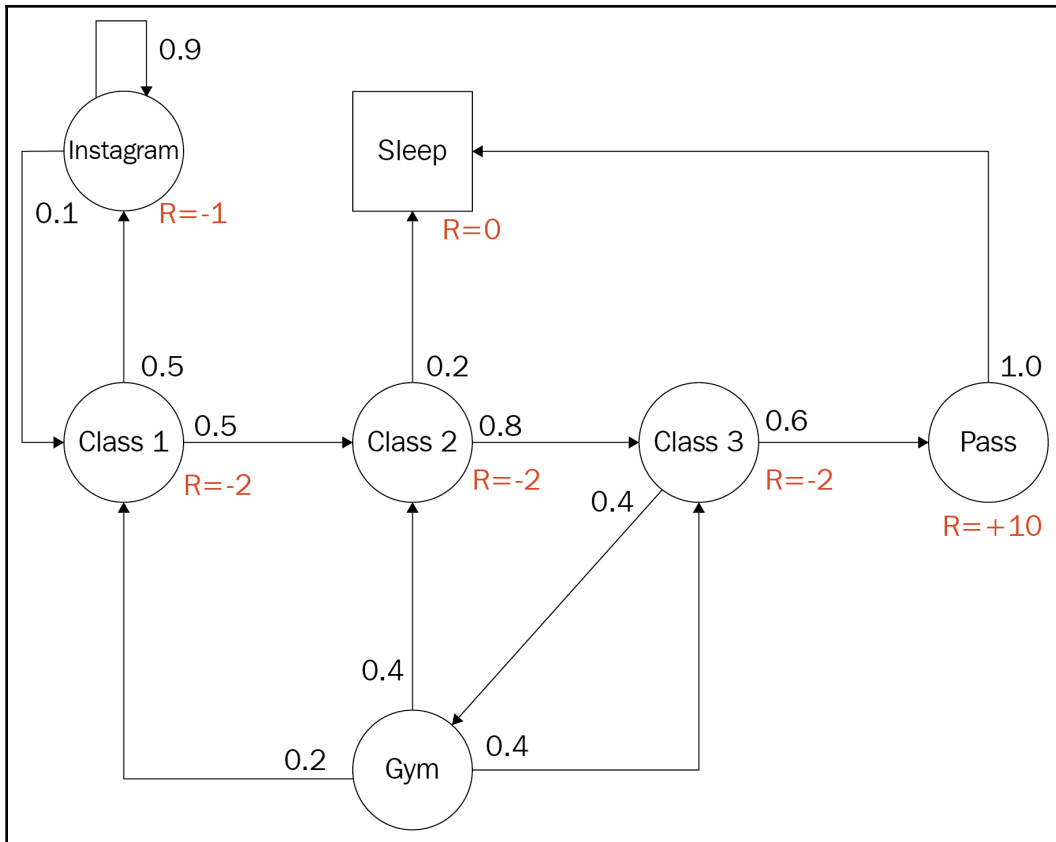 0.9
Instagram
Sleep
0.1
R=-1
R=0
0.5
0.2
1.0
Class 1
0.5
Class 2
0.8
Class 3
0.6
Pass
R=-2
R=-2
R=-2
0.4
R=+10
0.4
0.2
Gym
0.4